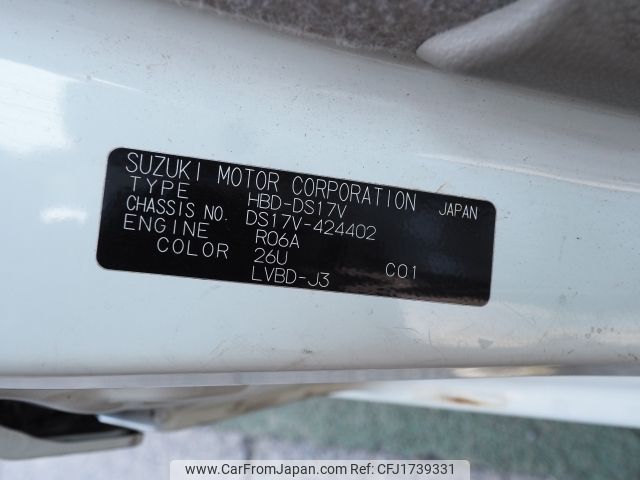 SUZUKI MOTOR CORPORATION JAPAN
TYPE HBD-DS17V
CHASSIS NO. DS17V-424402
ENGINE R06A
COLOR 26U C01
LVBD-J3
www.CarFromJapan.com | Ref: CFJ1739331